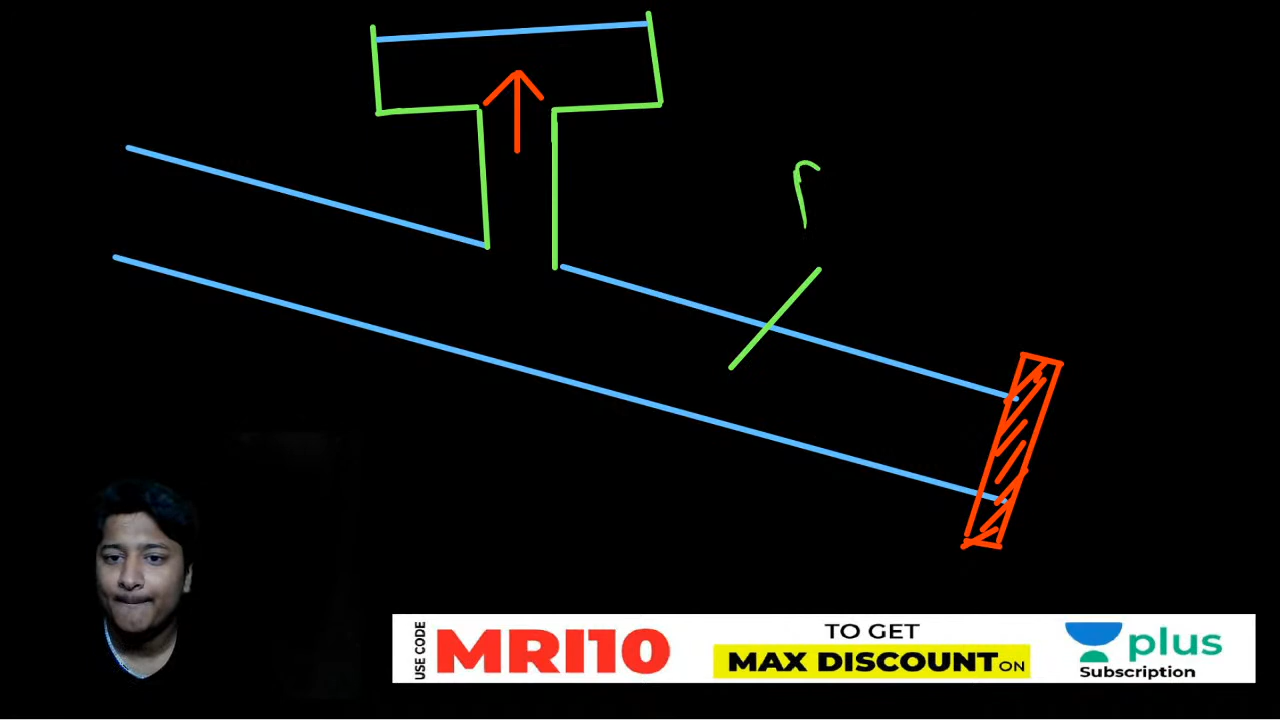 r
USE CODE
MRI10
TO GET
MAX DISCOUNT ON
plus
Subscription